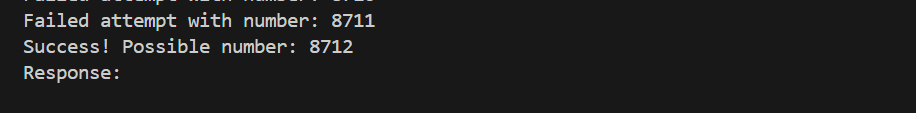 Failed attempt with number: 8711
Success! Possible number: 8712
Response: